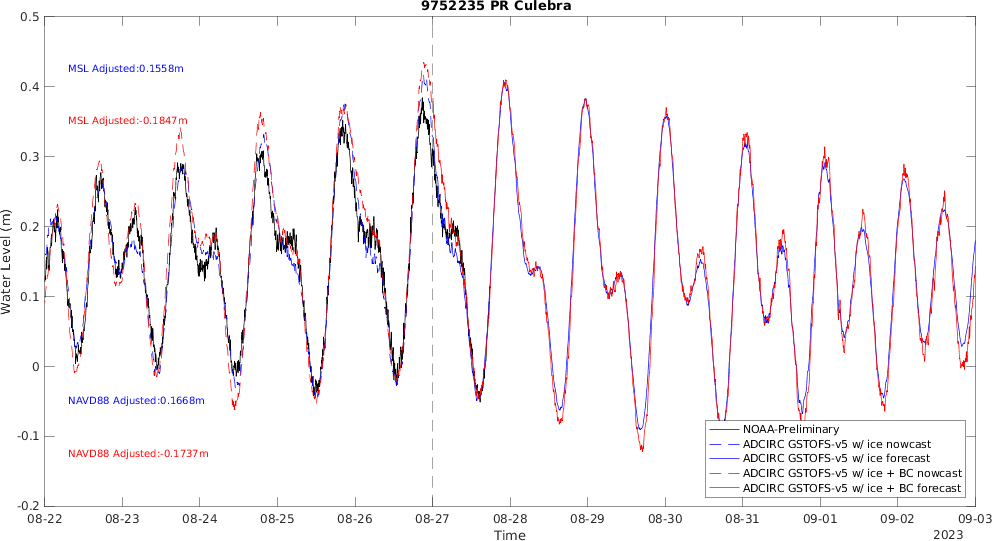 9752235 PR Culebra
0.5
0.4
0.3
0.2
0.1
0
-0.1
-0.2
Water Level (m)
MSL Adjusted:0.1558m
MSL Adjusted:-0.1847m
NAVD88 Adjusted:0.1668m
NAVD88 Adjusted:-0.1737m
NOAA-Preliminary
ADCIRC GSTOFS-v5 w/ ice nowcast
ADCIRC GSTOFS-v5 w/ ice forecast
ADCIRC GSTOFS-v5 w/ ice + BC nowcast
ADCIRC GSTOFS-v5 w/ ice + BC forecast
08-22 08-23 08-24 08-25 08-26 08-27 08-28 08-29 08-30 08-31 09-01 09-02 09-03
Time
2023